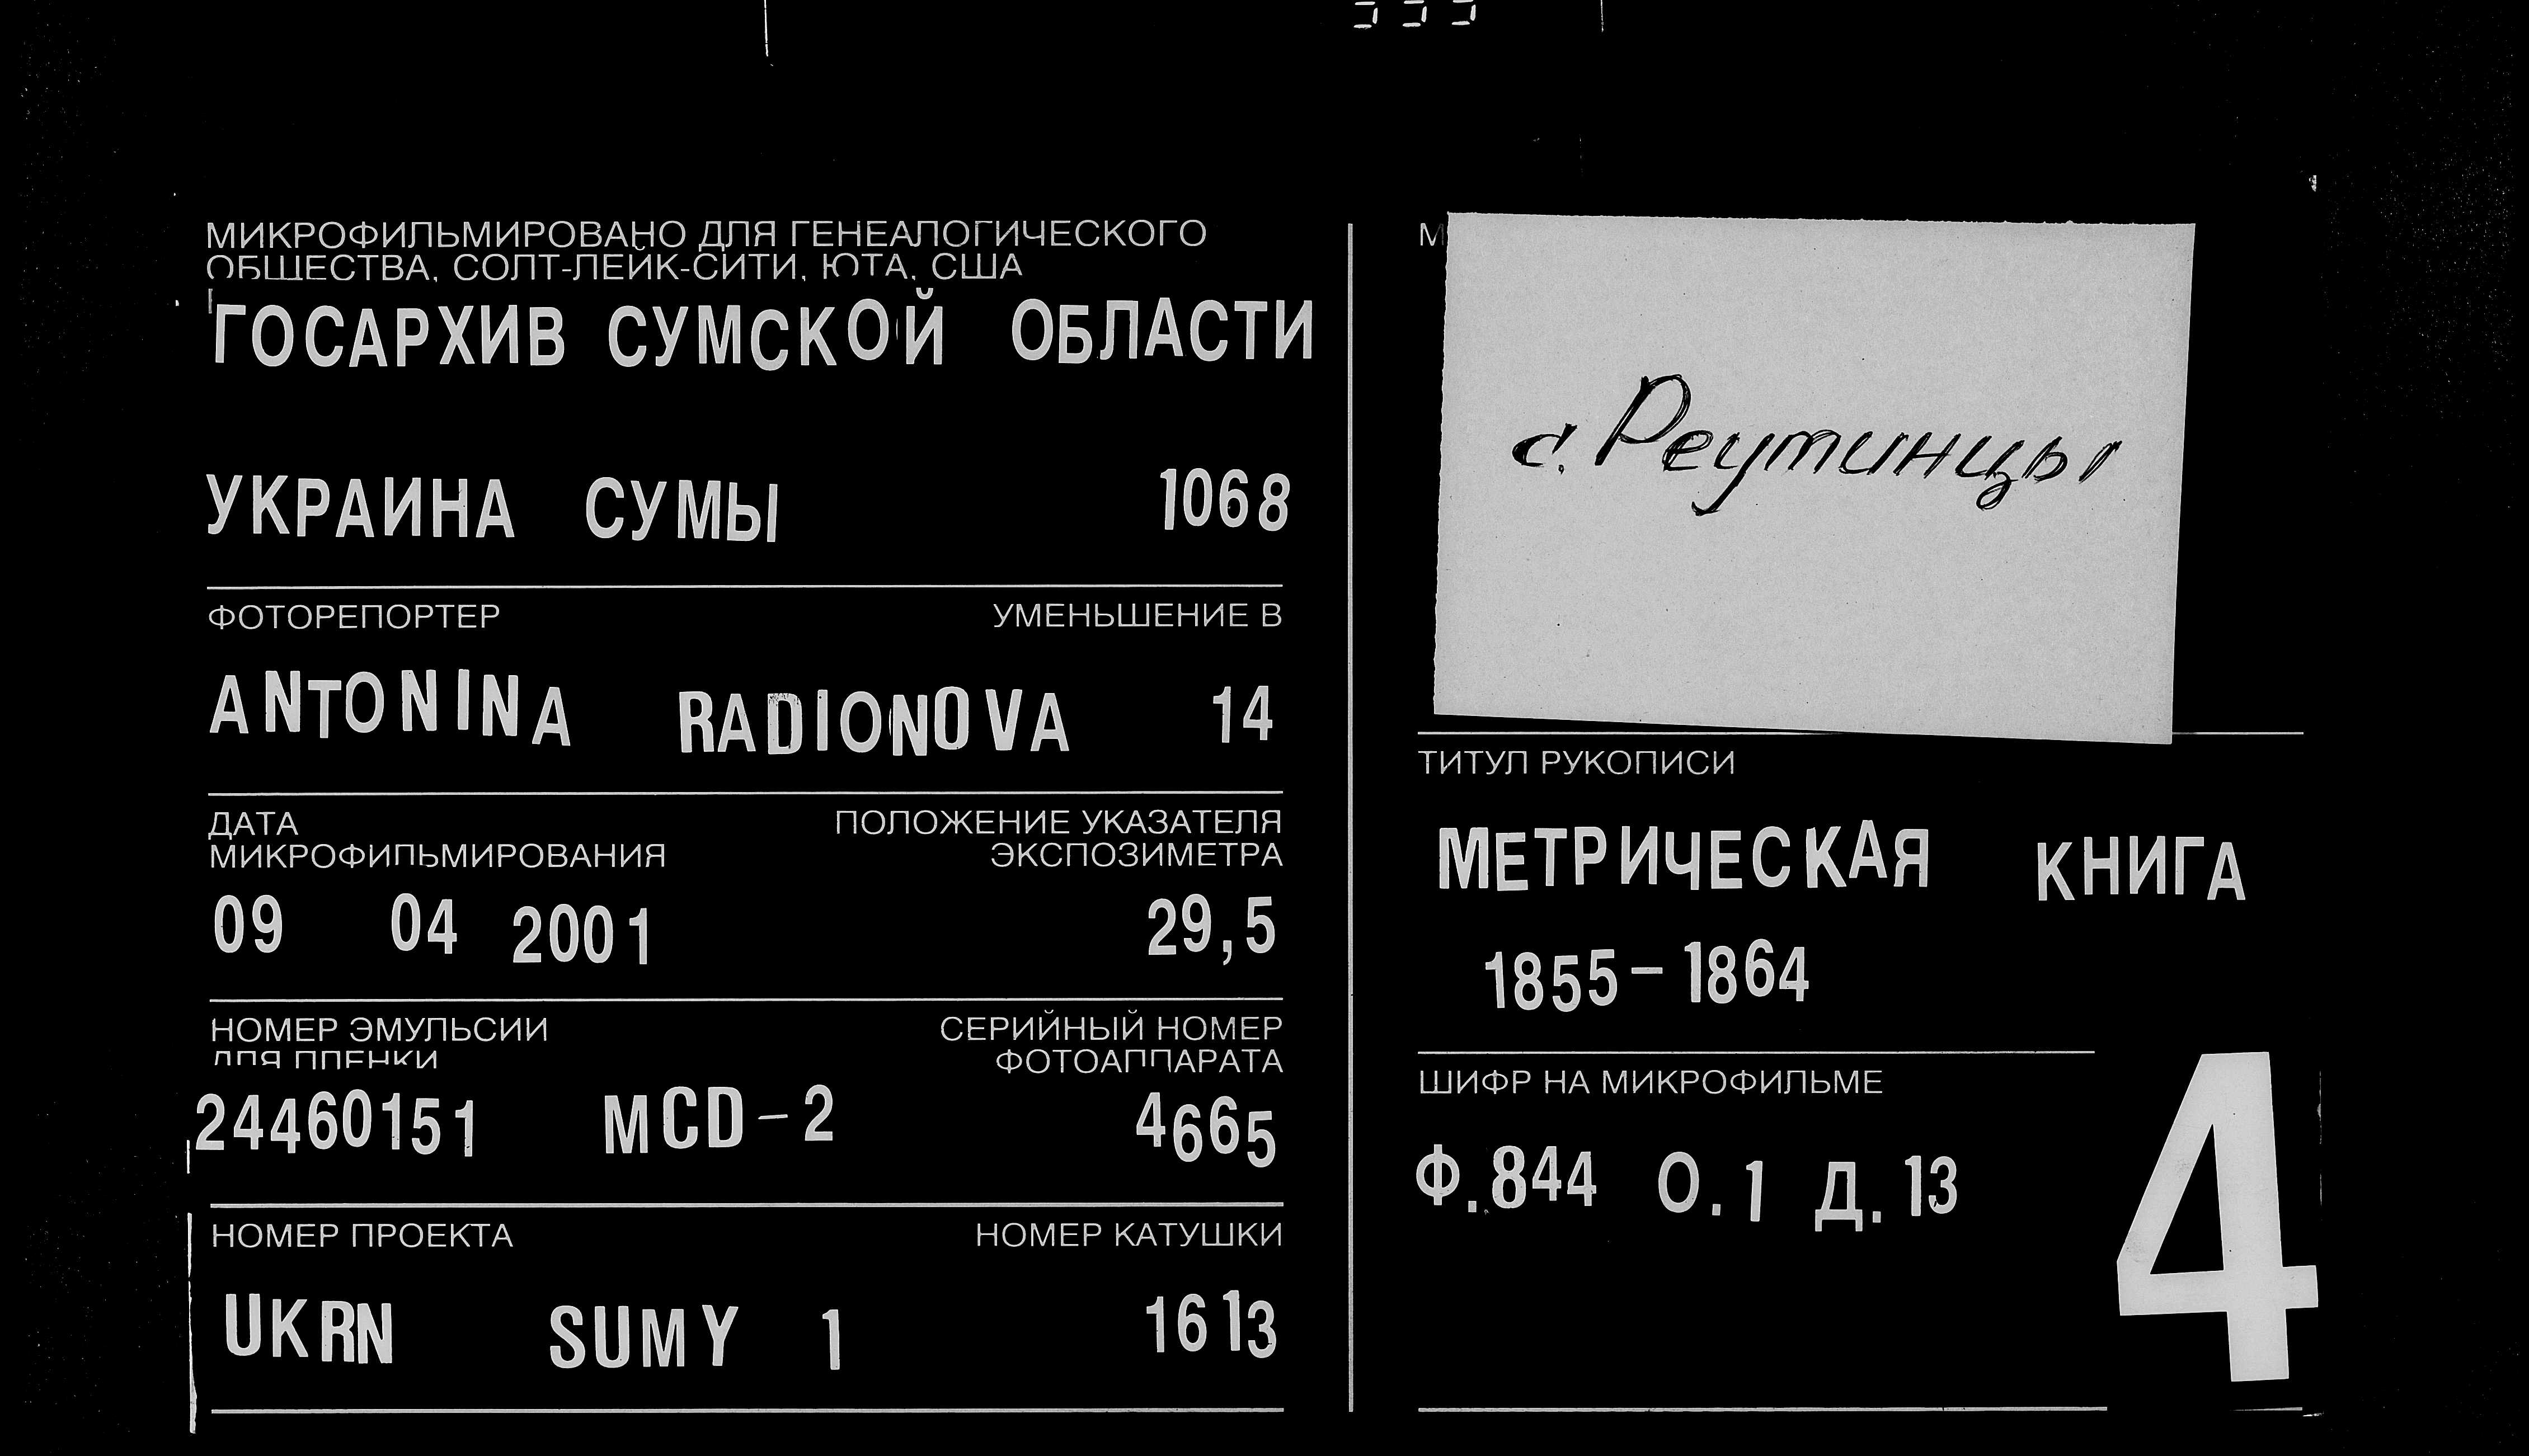 МИКРОФИЛЬМИРОВАНО ДЛЯ ГЕНЕАЛОГИЧЕСКОГО
ОБЩЕСТВА, СОЛТ-ЛЕЙК-СИТИ, ЮТА, США
ГОСАРХИВ СУМСКОЙ ОБЛАСТИ
УКРАИНА СУМЫ 1068
ФОТОРЕПОРТЕР УМЕНЬШЕНИЕ В
ANTONINA RADIONOVA 14
ДАТА ПОЛОЖЕНИЕ УКАЗАТЕЛЯ
МИКРОФИЛЬМИРОВАНИЯ ЭКСПОЗИМЕТРА
09 04 2001 29,5
НОМЕР ЭМУЛЬСИИ СЕРИЙНЫЙ НОМЕР
ДЛЯ ПЛЕНКИ ФОТОАППАРАТА
24460151 MCD-2 4665
НОМЕР ПРОЕКТА НОМЕР КАТУШКИ
UKRN SUMY 1 1613
с. Реутинцы
ТИТУЛ РУКОПИСИ
МЕТРИЧЕСКАЯ КНИГА
1855-1864
ШИФР НА МИКРОФИЛЬМЕ
Ф.844 О.1 Д.13
4